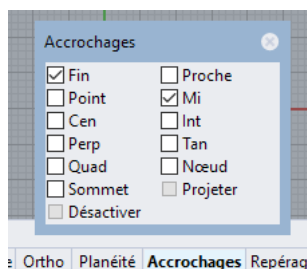 Accrochages
Fin Proche
Point Mi
Cen Int
Perp Tan
Quad Nœud
Sommet Projeter
Désactiver
Ortho Planéité Accrochages Repérag